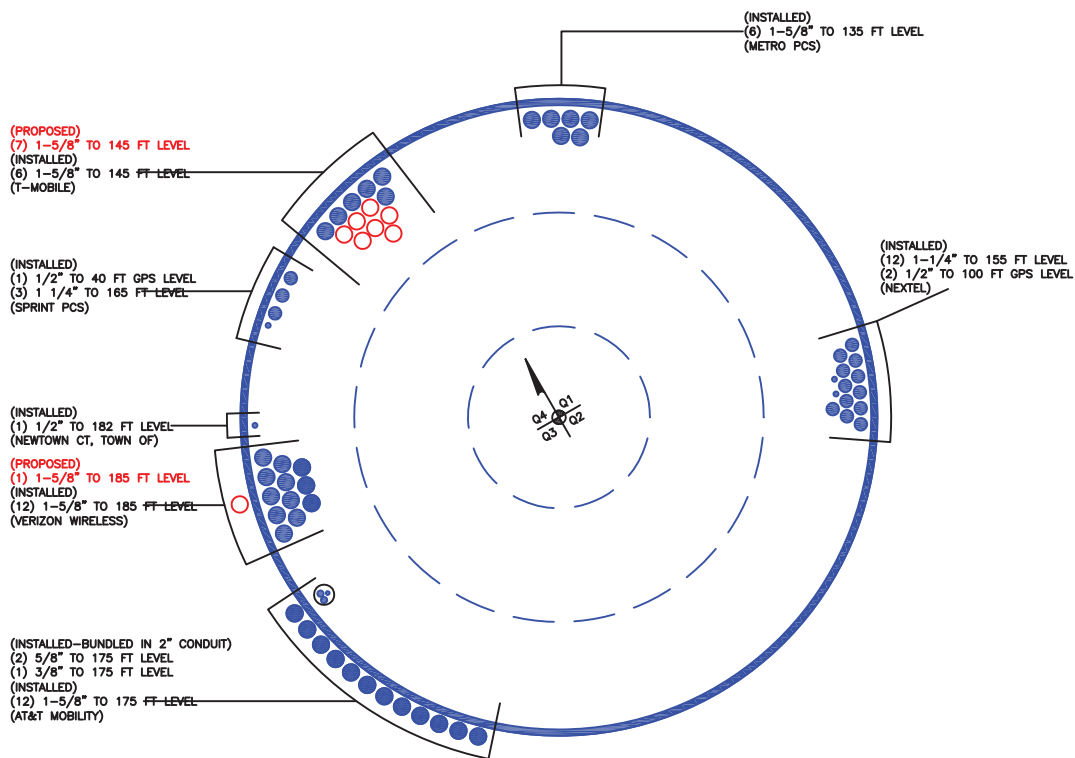 (INSTALLED)
(6) 1-5/8" TO 135 FT LEVEL
(METRO PCS)
(PROPOSED)
(7) 1-5/8" TO 145 FT LEVEL
(INSTALLED)
(6) 1-5/8" TO 145 FT LEVEL
(T-MOBILE)
(INSTALLED)
(1) 1/2" TO 40 FT GPS LEVEL
(3) 1 1/4" TO 165 FT LEVEL
(SPRINT PCS)
(INSTALLED)
(12) 1-1/4" TO 155 FT LEVEL
(2) 1/2" TO 100 FT GPS LEVEL
(NEXTEL)
Q4 Q1
Q3 Q2
(INSTALLED)
(1) 1/2" TO 182 FT LEVEL
(NEWTOWN CT, TOWN OF)
(PROPOSED)
(1) 1-5/8" TO 185 FT LEVEL
(INSTALLED)
(12) 1-5/8" TO 185 FT LEVEL
(VERIZON WIRELESS)
(INSTALLED-BUNDLED IN 2" CONDUIT)
(2) 5/8" TO 175 FT LEVEL
(1) 3/8" TO 175 FT LEVEL
(INSTALLED)
(12) 1-5/8" TO 175 FT LEVEL
(AT&T MOBILITY)